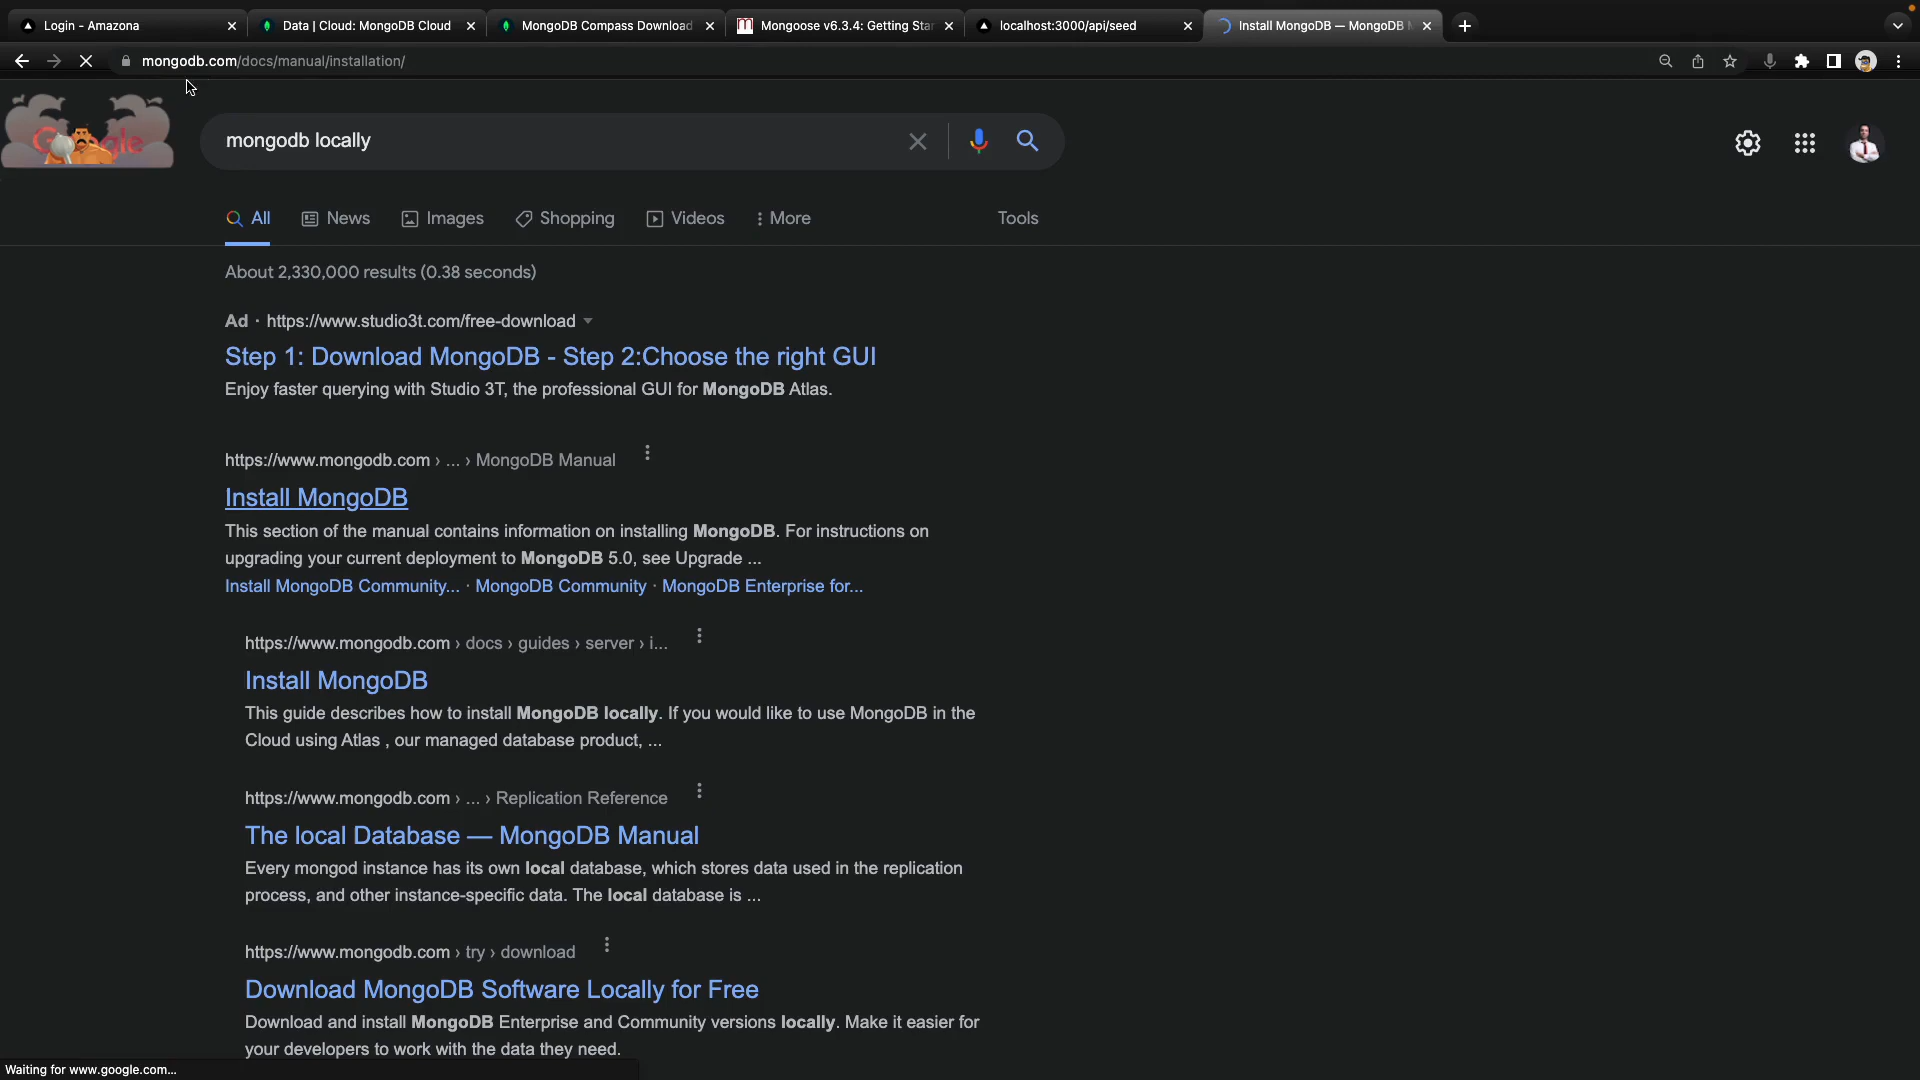 Login - Amazona
Data | Cloud: MongoDB Cloud
MongoDB Compass Download
Mongoose v6.3.4: Getting Star
localhost:3000/api/seed
Install MongoDB — MongoDB M
mongodb.com/docs/manual/installation/
mongodb locally
All
News
Images
Shopping
Videos
More
Tools
About 2,330,000 results (0.38 seconds)
Ad · https://www.studio3t.com/free-download
Step 1: Download MongoDB - Step 2:Choose the right GUI
Enjoy faster querying with Studio 3T, the professional GUI for MongoDB Atlas.
https://www.mongodb.com › ... › MongoDB Manual
Install MongoDB
This section of the manual contains information on installing MongoDB. For instructions on
upgrading your current deployment to MongoDB 5.0, see Upgrade ...
Install MongoDB Community... · MongoDB Community · MongoDB Enterprise for...
https://www.mongodb.com › docs › guides › server › i...
Install MongoDB
This guide describes how to install MongoDB locally. If you would like to use MongoDB in the
Cloud using Atlas , our managed database product, ...
https://www.mongodb.com › ... › Replication Reference
The local Database — MongoDB Manual
Every mongod instance has its own local database, which stores data used in the replication
process, and other instance-specific data. The local database is ...
https://www.mongodb.com › try › download
Download MongoDB Software Locally for Free
Download and install MongoDB Enterprise and Community versions locally. Make it easier for
your developers to work with the data they need.
Waiting for www.google.com...